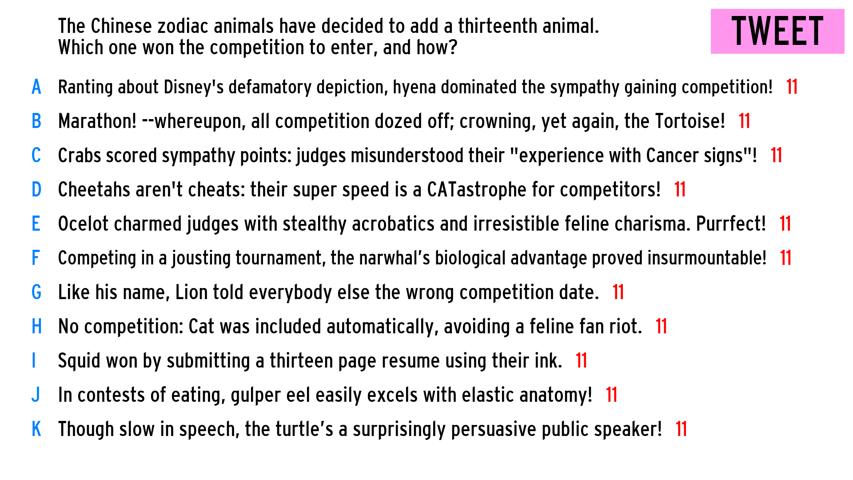 The Chinese zodiac animals have decided to add a thirteenth animal.
Which one won the competition to enter, and how?
TWEET
A Ranting about Disney's defamatory depiction, hyena dominated the sympathy gaining competition! 11
B Marathon! --whereupon, all competition dozed off; crowning, yet again, the Tortoise! 11
C Crabs scored sympathy points: judges misunderstood their "experience with Cancer signs"! 11
D Cheetahs aren't cheats: their super speed is a CATastrophe for competitors! 11
E Ocelot charmed judges with stealthy acrobatics and irresistible feline charisma. Purrfect! 11
F Competing in a jousting tournament, the narwhal’s biological advantage proved insurmountable! 11
G Like his name, Lion told everybody else the wrong competition date. 11
H No competition: Cat was included automatically, avoiding a feline fan riot. 11
I Squid won by submitting a thirteen page resume using their ink. 11
J In contests of eating, gulper eel easily excels with elastic anatomy! 11
K Though slow in speech, the turtle’s a surprisingly persuasive public speaker! 11